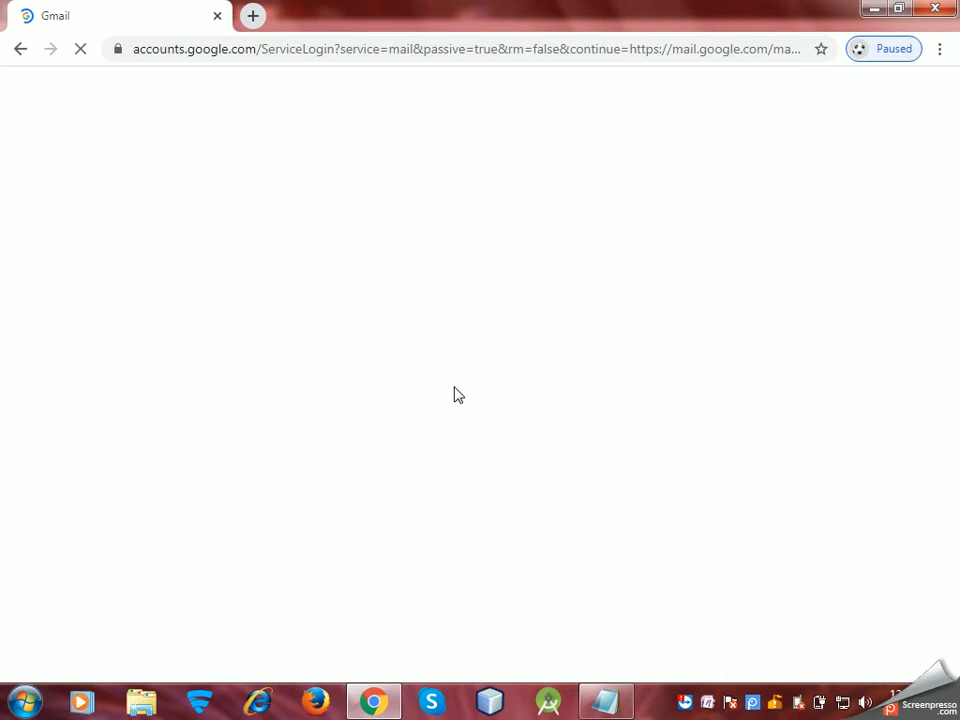 Gmail
accounts.google.com/ServiceLogin?service=mail&passive=true&rm=false&continue=https://mail.google.com/ma...
Paused
Screenpresso
.com